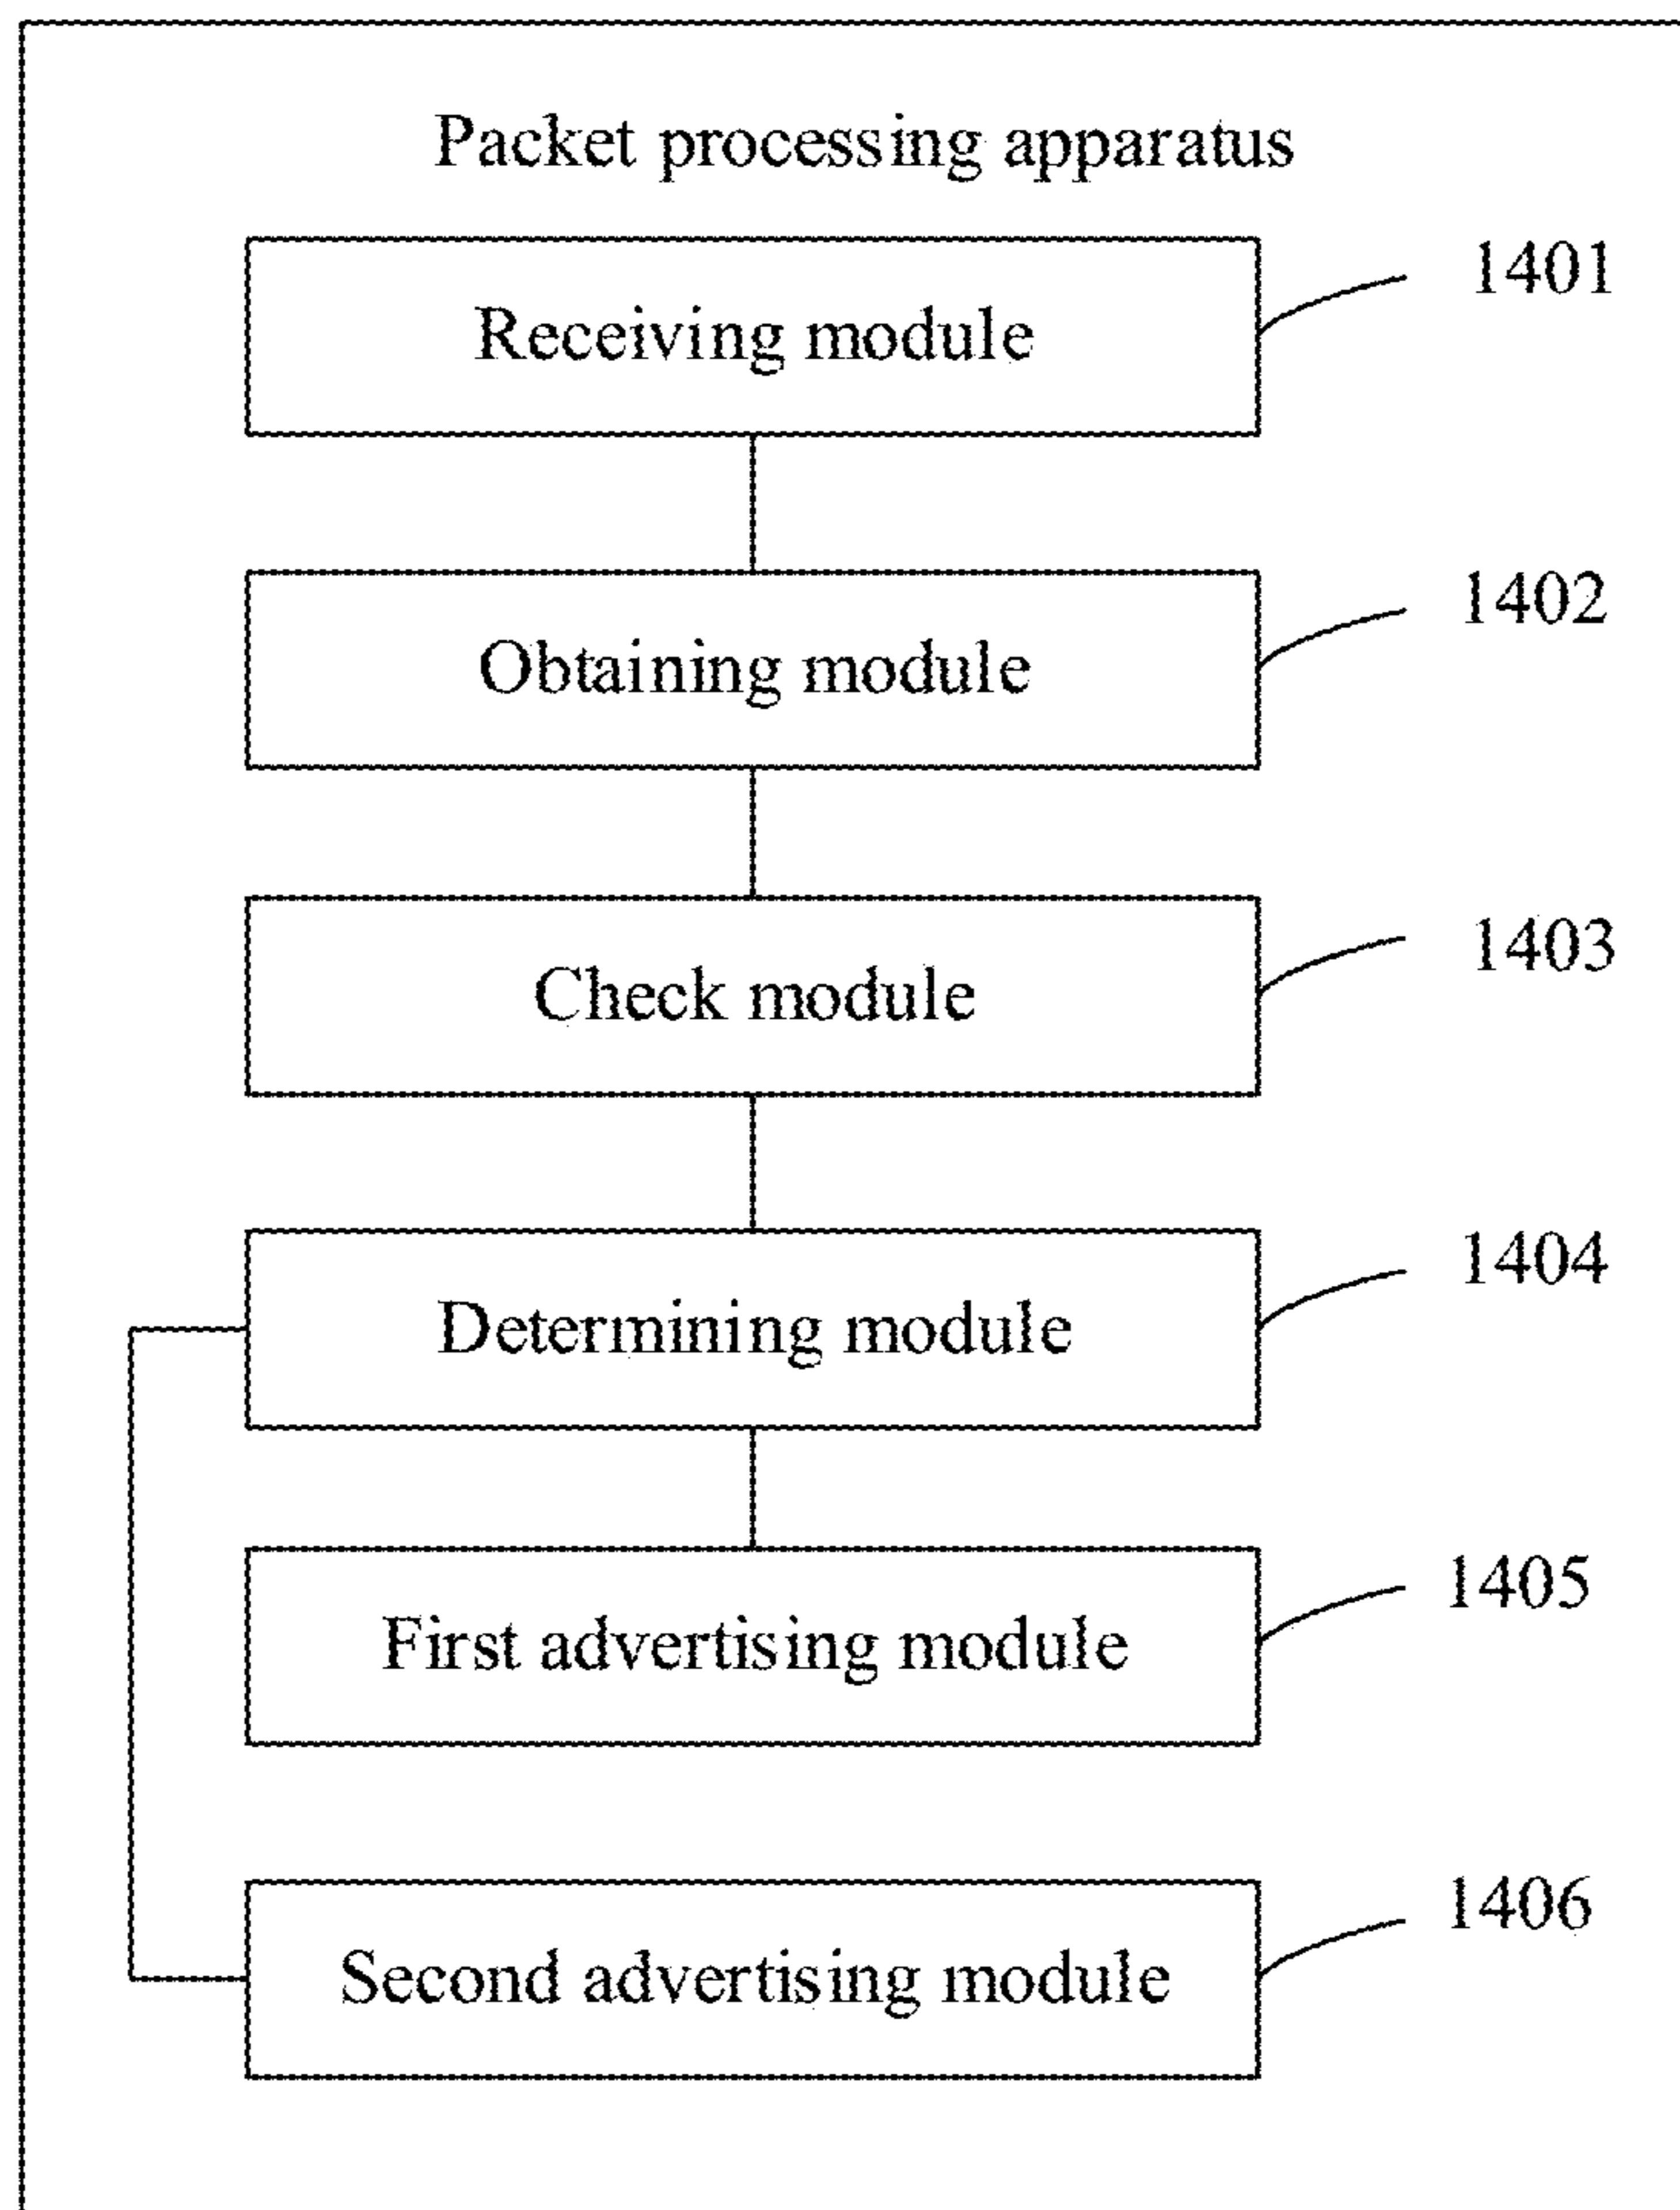 Packet processing apparatus
Receiving module
1401
Obtaining module
1402
Check module
1403
Determining module
1404
First advertising module
1405
Second advertising module
1406